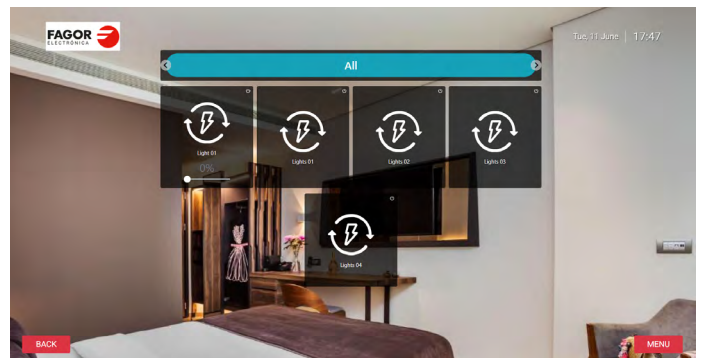 FAGOR
ELECTRÓNICA
Tue, 11 June | 17:47
All
Light 01
0%
Lights 01
Lights 02
Lights 03
Lights 04
BACK
MENU